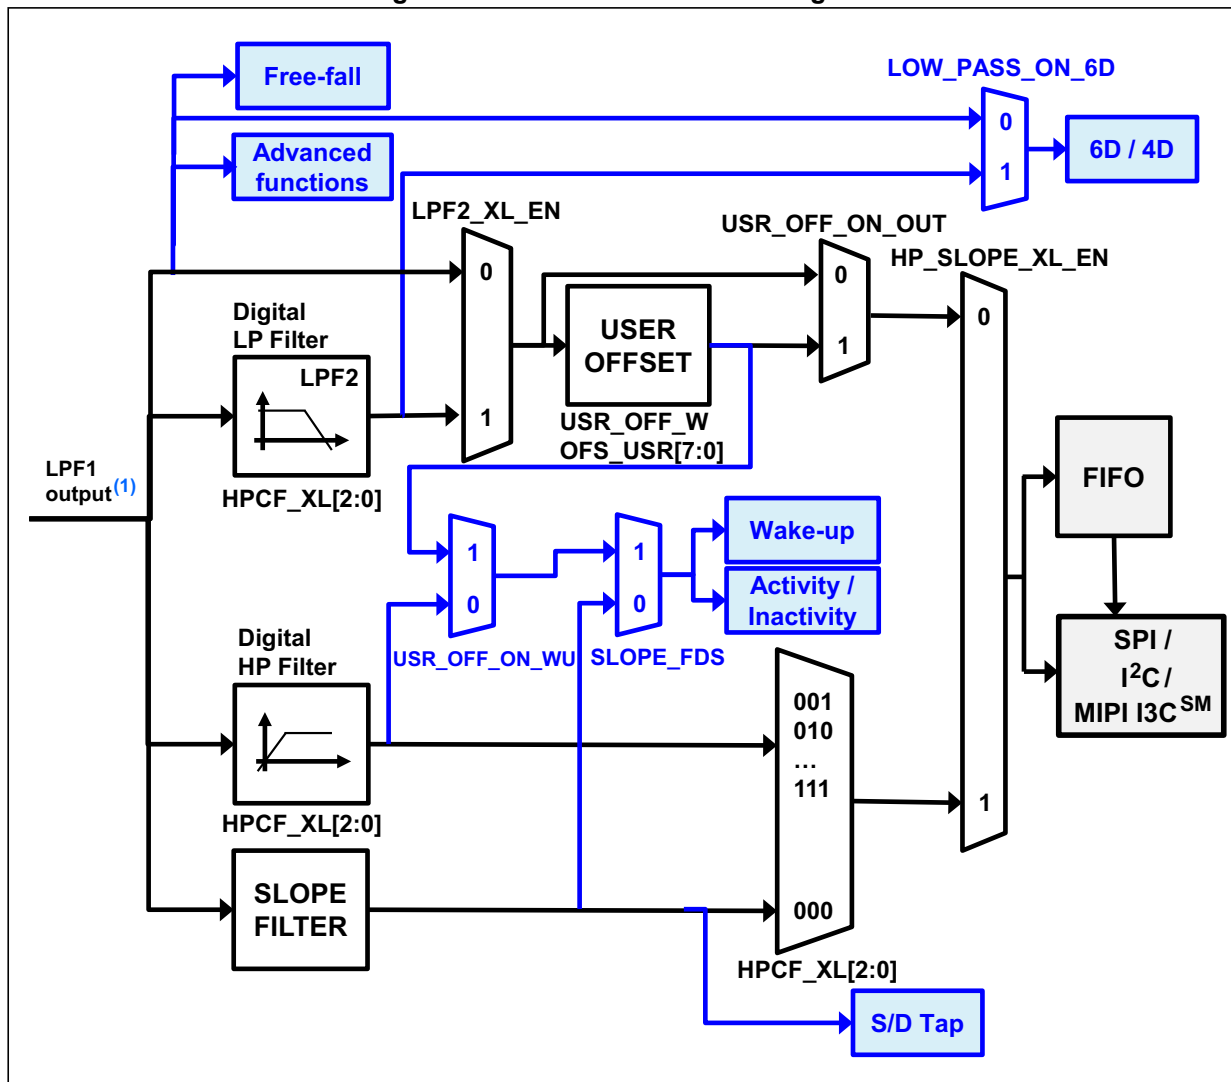 Free-fall
LOW_PASS_ON_6D
0
1
6D / 4D
Advanced
functions
LPF2_XL_EN
0
1
USR_OFF_ON_OUT
0
1
HP_SLOPE_XL_EN
0
1
Digital
LP Filter
LPF2
HPCF_XL[2:0]
USER
OFFSET
USR_OFF_W
OFS_USR[7:0]
LPF1
output(1)
FIFO
1
0
USR_OFF_ON_WU
1
0
SLOPE_FDS
Wake-up
Activity /
Inactivity
SPI /
I²C /
MIPI I3C SM
Digital
HP Filter
HPCF_XL[2:0]
001
010
...
111
000
HPCF_XL[2:0]
SLOPE
FILTER
S/D Tap